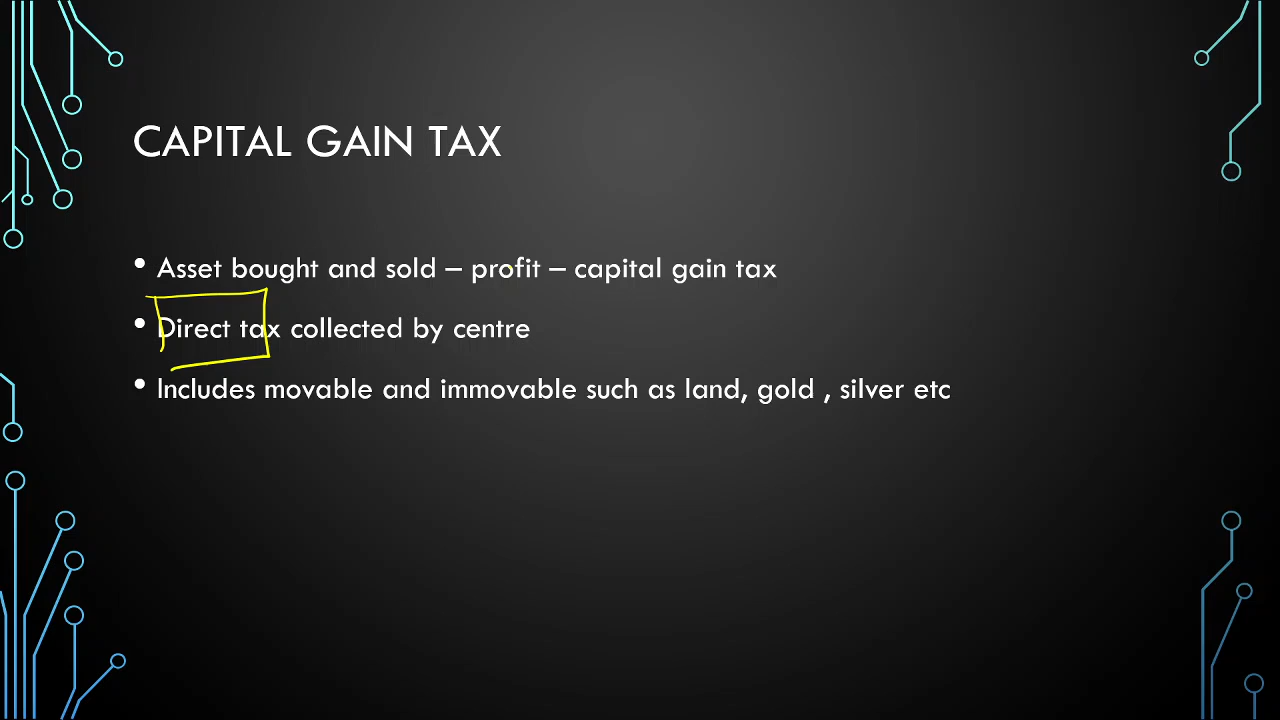 CAPITAL GAIN TAX
• Asset bought and sold – profit – capital gain tax
• Direct tax collected by centre
• Includes movable and immovable such as land, gold , silver etc